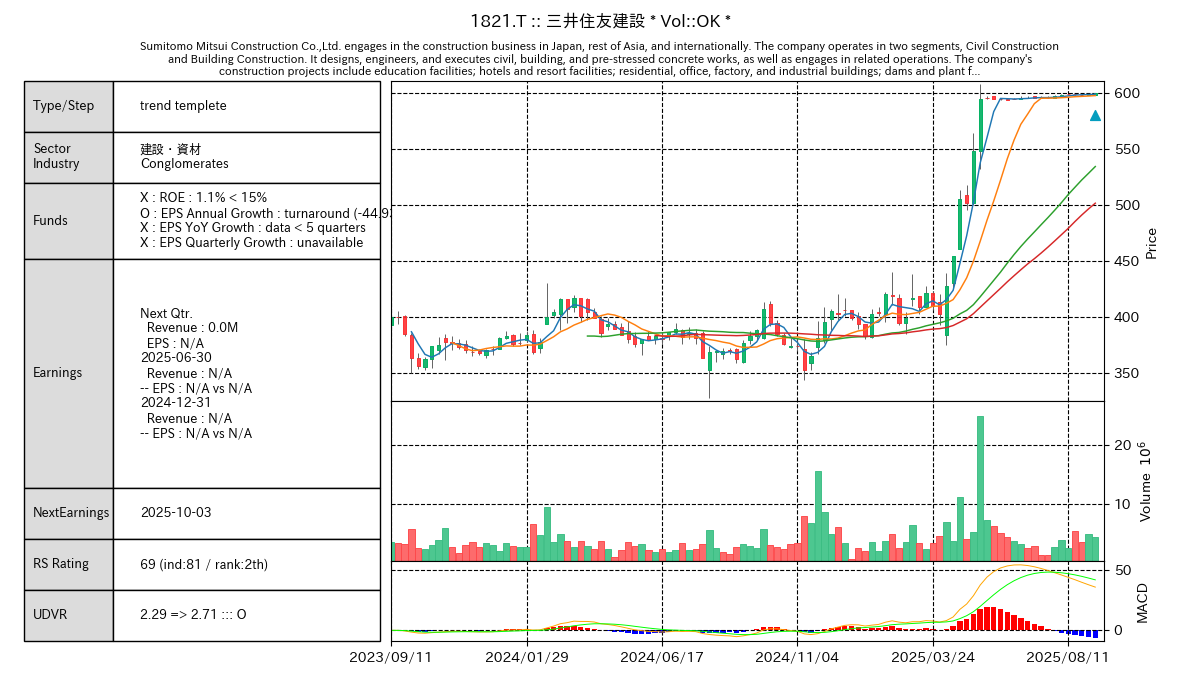 1821.T :: 三井住友建設 * Vol::OK *
Sumitomo Mitsui Construction Co.,Ltd. engages in the construction business in Japan, rest of Asia, and internationally. The company operates in two segments, Civil Construction
and Building Construction. It designs, engineers, and executes civil, building, and pre-stressed concrete works, as well as engages in related operations. The company's
construction projects include education facilities; hotels and resort facilities; residential, office, factory, and industrial buildings; dams and plant f...
Type/Step
trend templete
Sector
Industry
建設・資材
Conglomerates
Funds
X : ROE : 1.1% < 15%
O : EPS Annual Growth : turnaround (-44.9
X : EPS YoY Growth : data < 5 quarters
X : EPS Quarterly Growth : unavailable
Earnings
Next Qtr.
Revenue : 0.0M
EPS : N/A
2025-06-30
Revenue : N/A
-- EPS : N/A vs N/A
2024-12-31
Revenue : N/A
-- EPS : N/A vs N/A
NextEarnings
2025-10-03
RS Rating
69 (ind:81 / rank:2th)
UDVR
2.29 => 2.71 ::: O
600
550
500
450
400
350
Price
20
10
Volume 10^6
50
0
MACD
2023/09/11
2024/01/29
2024/06/17
2024/11/04
2025/03/24
2025/08/11